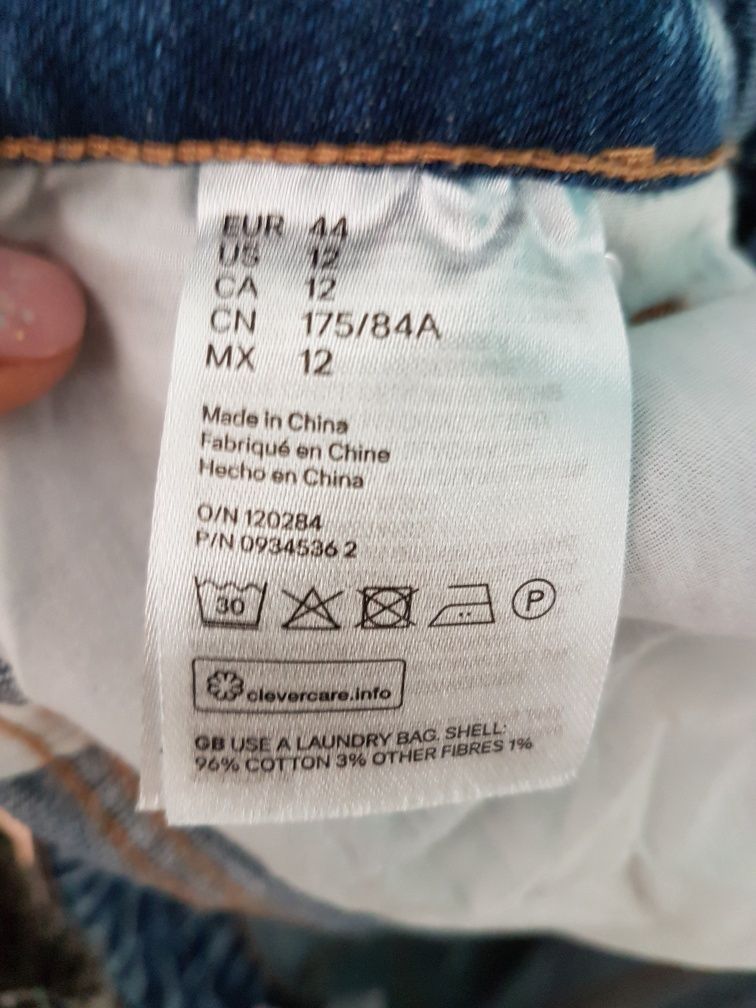 EUR 44
US 12
CA 12
CN 175/84A
MX 12
Made in China
Fabriqué en Chine
Hecho en China
O/N 120284
P/N 0934536 2
30
P
clevercare.info
GB USE A LAUNDRY BAG. SHELL:
96% COTTON 3% OTHER FIBRES 1%